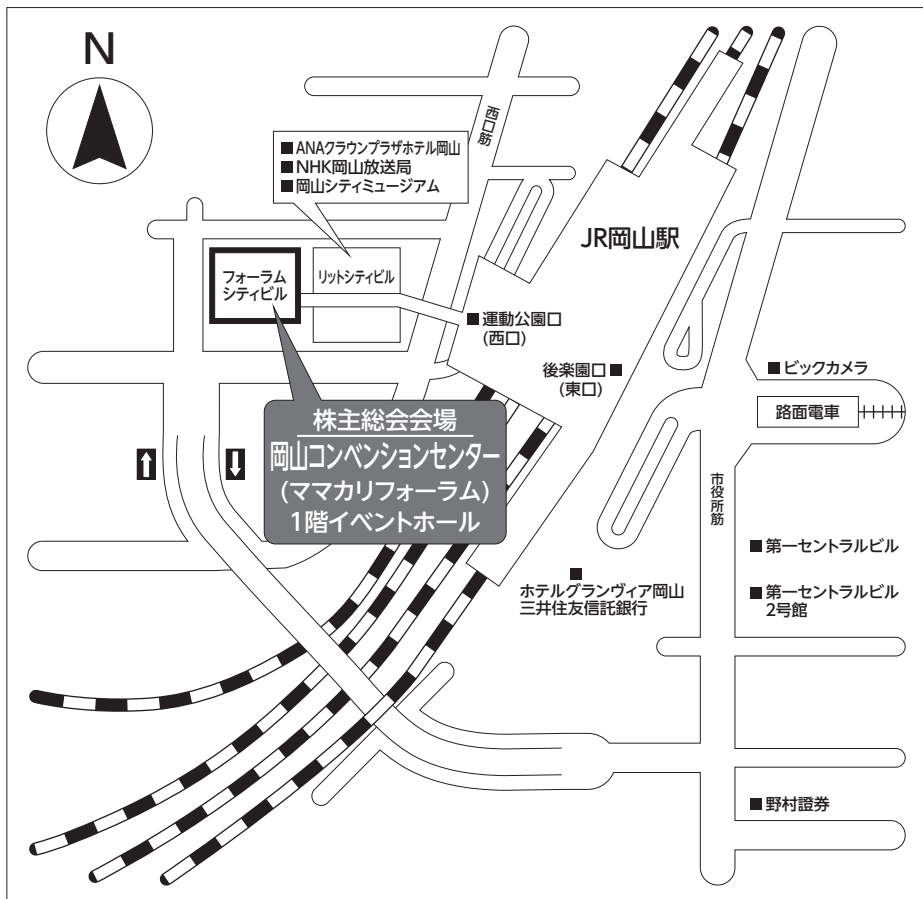 N
西口筋
■ANAクラウンプラザホテル岡山
■NHK岡山放送局
■岡山シティミュージアム
JR岡山駅
フォーラム
シティビル
リットシティビル
■運動公園口
(西口)
後楽園口■
(東口)
■ビックカメラ
路面電車
株主総会会場
岡山コンベンションセンター
(ママカリフォーラム)
1階イベントホール
市役所筋
■第一セントラルビル
■ホテルグランヴィア岡山
三井住友信託銀行
■第一セントラルビル
2号館
■野村證券